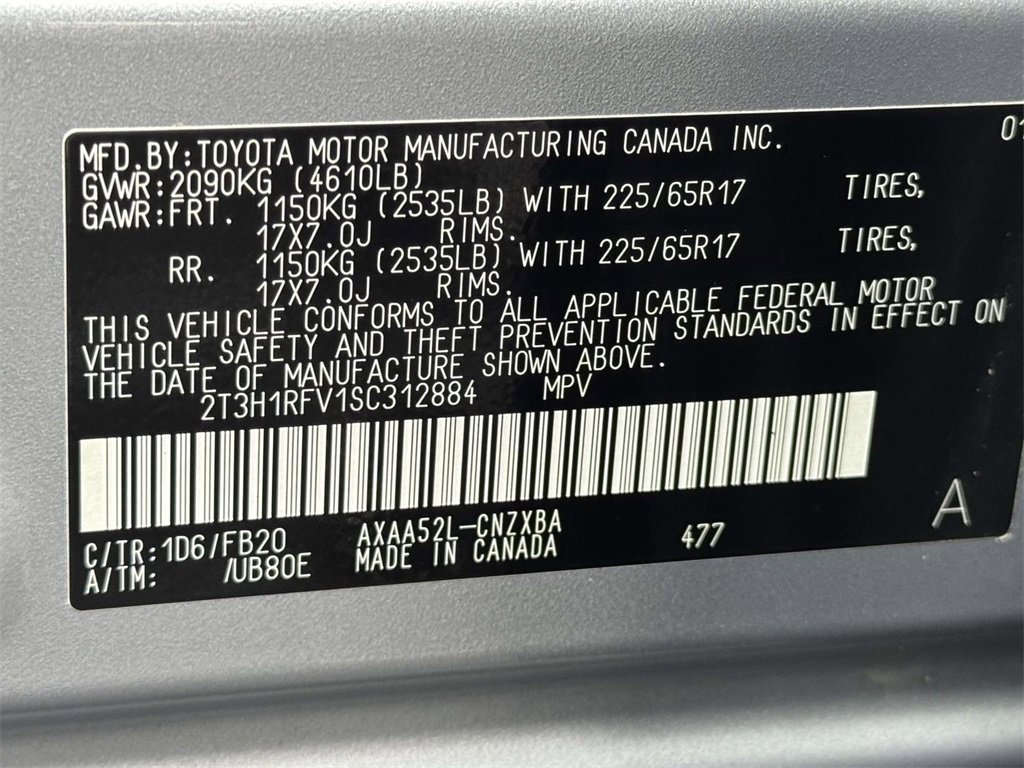 MFD.BY:TOYOTA MOTOR MANUFACTURING CANADA INC. 01
GVWR:2090KG (4610LB)
GAWR:FRT. 1150KG (2535LB) WITH 225/65R17 TIRES,
17X7.0J RIMS.
RR. 1150KG (2535LB) WITH 225/65R17 TIRES,
17X7.0J RIMS.
THIS VEHICLE CONFORMS TO ALL APPLICABLE FEDERAL MOTOR
VEHICLE SAFETY AND THEFT PREVENTION STANDARDS IN EFFECT ON
THE DATE OF MANUFACTURE SHOWN ABOVE.
2T3H1RFV1SC312884 MPV
C/TR:1D6/FB20 AXAA52L-CNZXBA 477 A
A/TM: /UB80E MADE IN CANADA